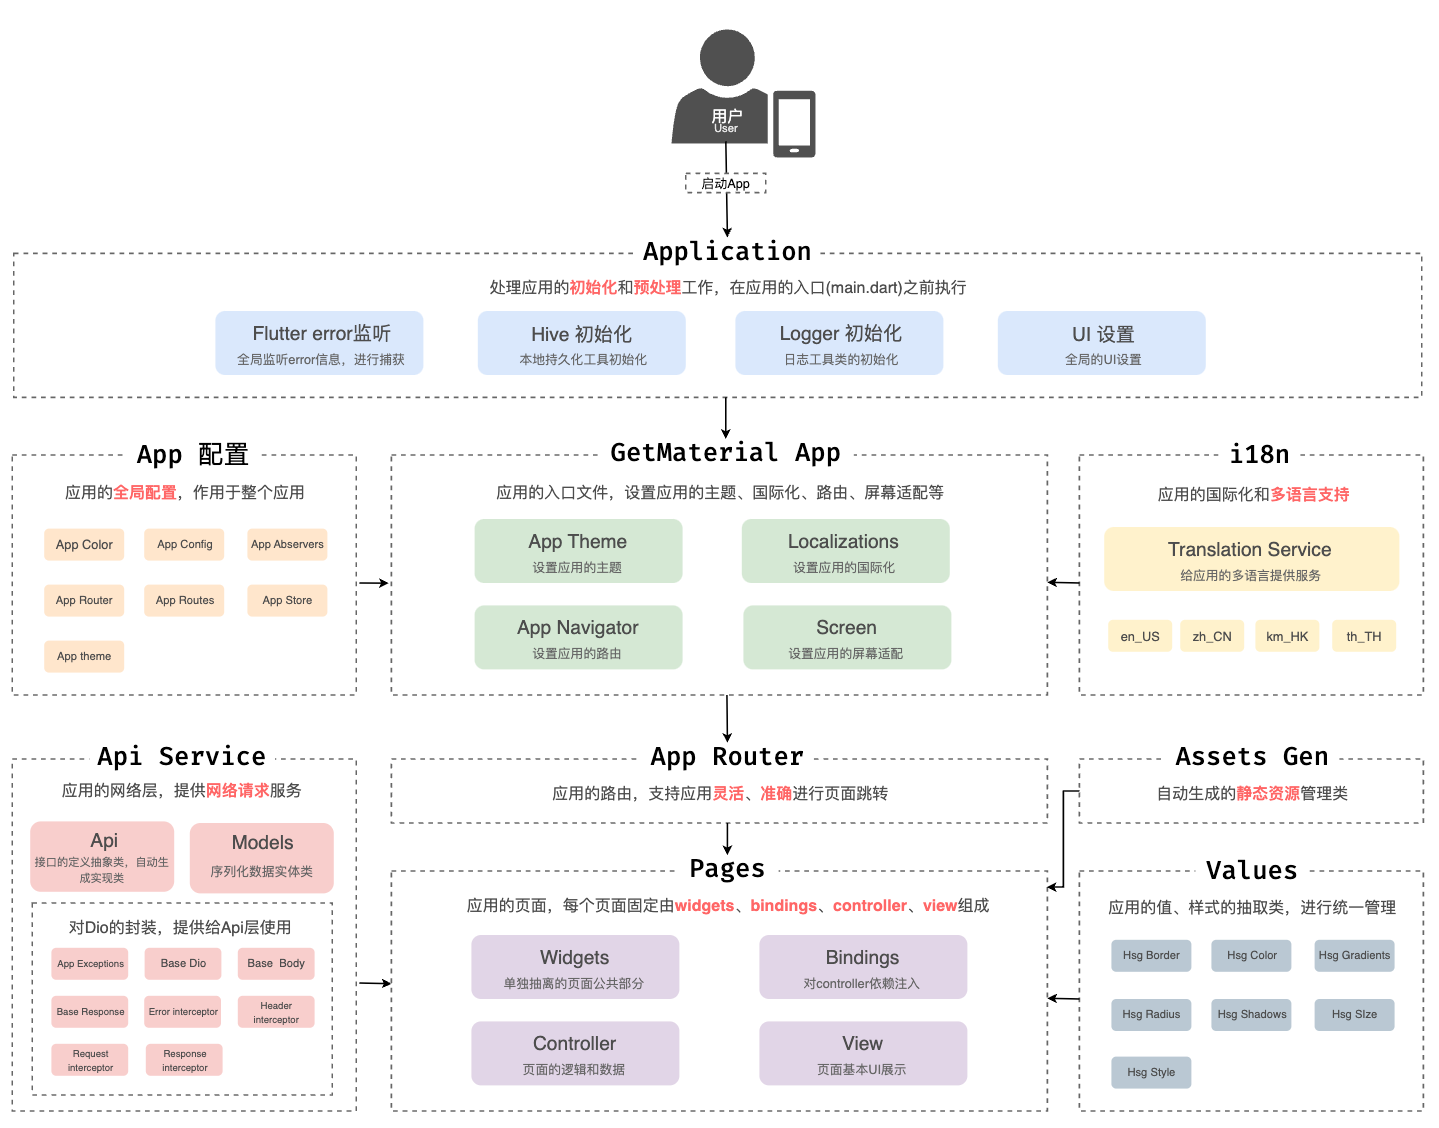 用户
User
启动App
Application
处理应用的初始化和预处理工作，在应用的入口(main.dart)之前执行
Flutter error监听
全局监听error信息，进行捕获
Hive 初始化
本地持久化工具初始化
Logger 初始化
日志工具类的初始化
UI 设置
全局的UI设置
App 配置
应用的全局配置，作用于整个应用
App Color
App Config
App Abservers
App Router
App Routes
App Store
App theme
GetMaterial App
应用的入口文件，设置应用的主题、国际化、路由、屏幕适配等
App Theme
设置应用的主题
Localizations
设置应用的国际化
App Navigator
设置应用的路由
Screen
设置应用的屏幕适配
i18n
应用的国际化和多语言支持
Translation Service
给应用的多语言提供服务
en_US
zh_CN
km_HK
th_TH
Api Service
应用的网络层，提供网络请求服务
Api
接口的定义抽象类，自动生
成实现类
Models
序列化数据实体类
对Dio的封装，提供给Api层使用
App Exceptions
Base Dio
Base Body
Base Response
Error interceptor
Header
interceptor
Request
interceptor
Response
interceptor
App Router
应用的路由，支持应用灵活、准确进行页面跳转
Pages
应用的页面，每个页面固定由widgets、bindings、controller、view组成
Widgets
单独抽离的页面公共部分
Bindings
对controller依赖注入
Controller
页面的逻辑和数据
View
页面基本UI展示
Assets Gen
自动生成的静态资源管理类
Values
应用的值、样式的抽取类，进行统一管理
Hsg Border
Hsg Color
Hsg Gradients
Hsg Radius
Hsg Shadows
Hsg SIze
Hsg Style